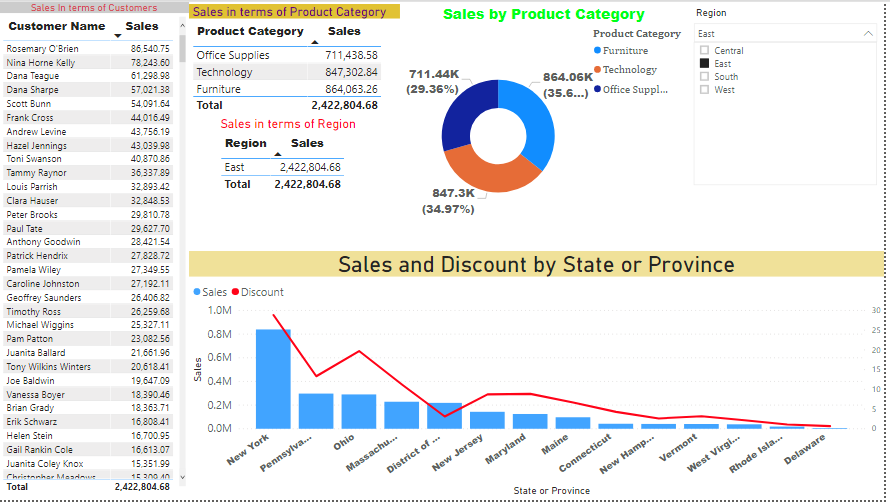 Sales in terms of Customers
Customer Name Sales
Rosemary O'Brien 86,540.75
Nina Horne Kelly 78,243.60
Dana Teague 61,298.98
Dana Sharpe 57,021.38
Scott Bunn 54,091.64
Frank Cross 44,016.49
Andrew Levine 43,756.19
Hazel Jennings 43,039.98
Toni Swanson 40,870.86
Tammy Raynor 36,337.89
Louis Parrish 32,893.42
Clara Hauser 32,848.53
Peter Brooks 29,810.78
Paul Tate 29,627.70
Anthony Goodwin 28,421.54
Patrick Hendrix 27,828.72
Pamela Wiley 27,349.55
Caroline Johnston 27,192.11
Geoffrey Saunders 26,406.82
Timothy Ross 26,259.68
Michael Wiggins 25,327.11
Pam Patton 23,082.56
Juanita Ballard 21,661.96
Tony Wilkins Winters 20,618.41
Joe Baldwin 19,647.09
Vanessa Boyer 18,390.46
Brian Grady 18,363.71
Erik Schwarz 16,808.41
Helen Stein 16,700.95
Gail Rankin Cole 16,613.07
Juanita Coley Knox 15,351.99
Christopher Meadows 15,309.40
Total 2,422,804.68
Sales in terms of Product Category
Product Category Sales
Office Supplies 711,438.58
Technology 847,302.84
Furniture 864,063.26
Total 2,422,804.68
Sales in terms of Region
Region Sales
East 2,422,804.68
Total 2,422,804.68
Sales by Product Category
Product Category
Furniture
Technology
Office Suppl...
711.44K
(29.36%)
864.06K
(35.6...)
847.3K
(34.97%)
Region
East
Central
East
South
West
Sales and Discount by State or Province
Sales Discount
1.0M
0.8M
0.6M
0.4M
0.2M
0.0M
Sales
30
25
20
15
10
5
0
New York
Pennsylva...
Ohio
Massachu...
District of ...
New Jersey
Maryland
Maine
Connecticut
New Hamp...
Vermont
West Virgi...
Rhode Isla...
Delaware
State or Province